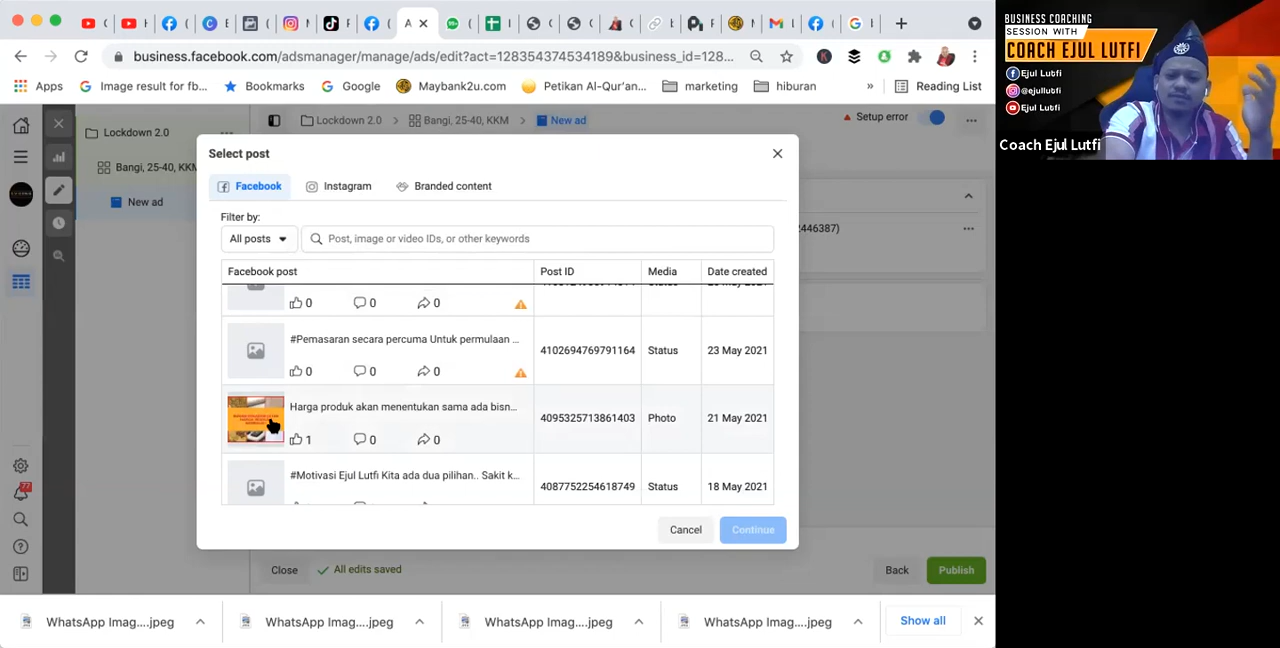 business.facebook.com/adsmanager/manage/ads/edit?act=128354374534189&business_id=128...
Apps
Image result for fb...
Bookmarks
Google
Maybank2u.com
Petikan Al-Qur'an...
marketing
hiburan
»
Reading List
Lockdown 2.0
Bangi, 25-40, KKM
New ad
Lockdown 2.0
Bangi, 25-40, KKM
New ad
Setup error
Select post
Facebook
Instagram
Branded content
Filter by:
All posts
Post, image or video IDs, or other keywords
Facebook post
Post ID
Media
Date created
0 0 0
#Pemasaran secara percuma Untuk permulaan ...
0 0 0
4102694769791164
Status
23 May 2021
Harga produk akan menentukan sama ada bisn...
1 0 0
4095325713861403
Photo
21 May 2021
#Motivasi Ejul Lutfi Kita ada dua pilihan.. Sakit k...
4087752254618749
Status
18 May 2021
Cancel
Continue
2446387)
77
Close
All edits saved
Back
Publish
WhatsApp Imag....jpeg
WhatsApp Imag....jpeg
WhatsApp Imag....jpeg
WhatsApp Imag....jpeg
Show all
BUSINESS COACHING
SESSION WITH
COACH EJUL LUTFI
Ejul Lutfi
@ejullutfi
Ejul Lutfi
Coach Ejul Lutfi